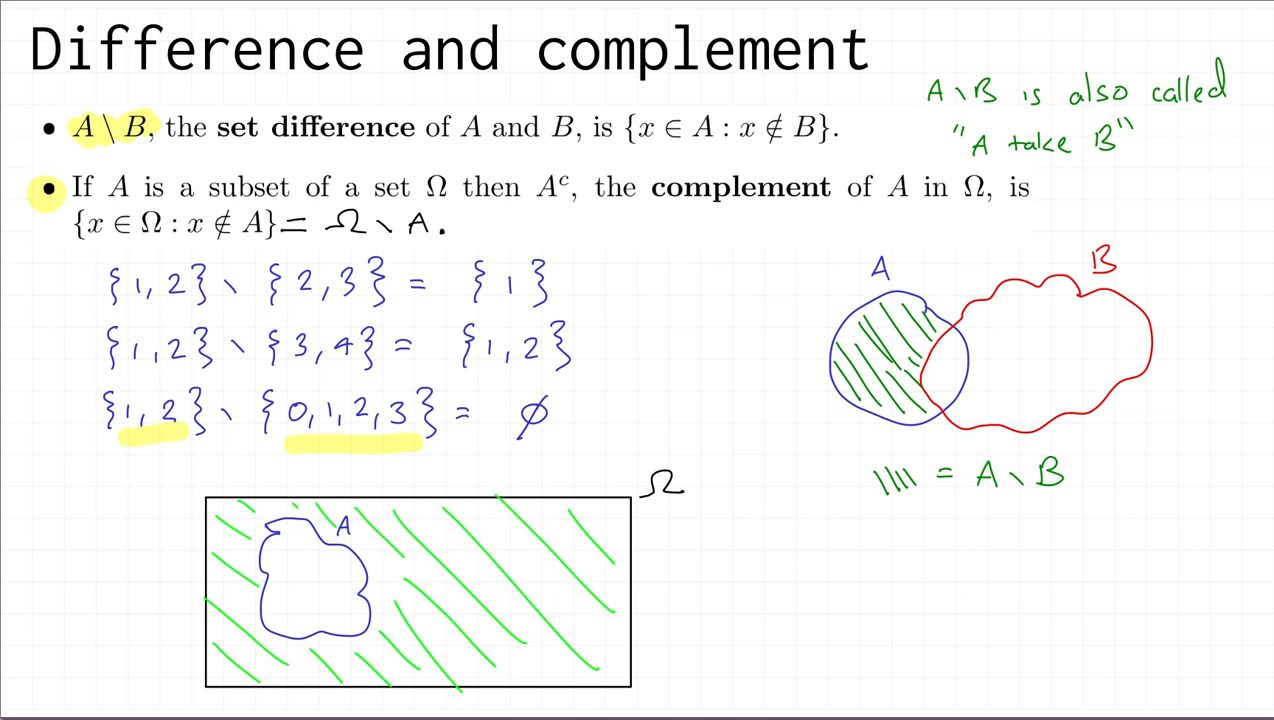 Difference and complement
• A \ B, the set difference of A and B, is {x ∈ A : x ∉ B}.
A \ B is also called
"A take B"
• If A is a subset of a set Ω then Aᶜ, the complement of A in Ω, is
{x ∈ Ω : x ∉ A} = Ω \ A.
{1, 2} \ {2, 3} = {1}
{1, 2} \ {3, 4} = {1, 2}
{1, 2} \ {0, 1, 2, 3} = ∅
A
B
= A \ B
Ω
A